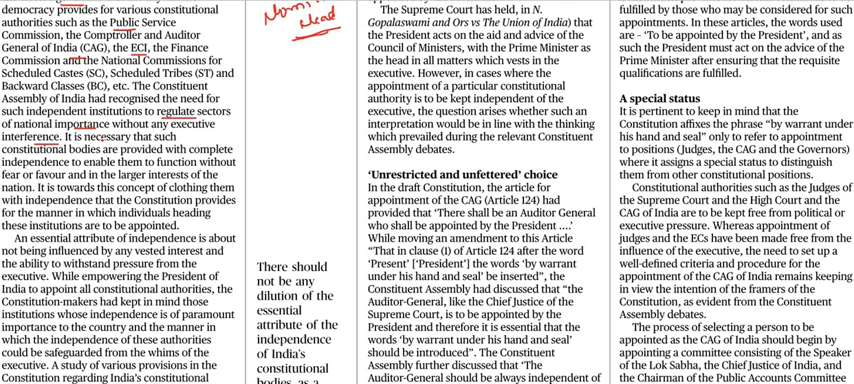 democracy provides for various constitutional
authorities such as the Public Service
Commission, the Comptroller and Auditor
General of India (CAG), the ECI, the Finance
Commission and the National Commissions for
Scheduled Castes (SC), Scheduled Tribes (ST) and
Backward Classes (BC), etc. The Constituent
Assembly of India had recognised the need for
such independent institutions to regulate sectors
of national importance without any executive
interference. It is necessary that such
constitutional bodies are provided with complete
independence to enable them to function without
fear or favour and in the larger interests of the
nation. It is towards this concept of clothing them
with independence that the Constitution provides
for the manner in which individuals heading
these institutions are to be appointed.
An essential attribute of independence is about
not being influenced by any vested interest and
the ability to withstand pressure from the
executive. While empowering the President of
India to appoint all constitutional authorities, the
Constitution-makers had kept in mind those
institutions whose independence is of paramount
importance to the country and the manner in
which the independence of these authorities
could be safeguarded from the whims of the
executive. A study of various provisions in the
Constitution regarding India's constitutional
Head
There should
not be any
dilution of the
essential
attribute of the
independence
of India's
constitutional
bodies, as a
The Supreme Court has held, in N.
Gopalaswami and Ors vs The Union of India) that
the President acts on the aid and advice of the
Council of Ministers, with the Prime Minister as
the head in all matters which vests in the
executive. However, in cases where the
appointment of a particular constitutional
authority is to be kept independent of the
executive, the question arises whether such an
interpretation would be in line with the thinking
which prevailed during the relevant Constituent
Assembly debates.
'Unrestricted and unfettered' choice
In the draft Constitution, the article for
appointment of the CAG (Article 124) had
provided that 'There shall be an Auditor General
who shall be appointed by the President ….'
While moving an amendment to this Article
"That in clause (1) of Article 124 after the word
'Present' ['President'] the words 'by warrant
under his hand and seal' be inserted", the
Constituent Assembly had discussed that "the
Auditor-General, like the Chief Justice of the
Supreme Court, is to be appointed by the
President and therefore it is essential that the
words 'by warrant under his hand and seal'
should be introduced". The Constituent
Assembly further discussed that 'The
Auditor-General should be always independent of
fulfilled by those who may be considered for such
appointments. In these articles, the words used
are - 'To be appointed by the President', and as
such the President must act on the advice of the
Prime Minister after ensuring that the requisite
qualifications are fulfilled.
A special status
It is pertinent to keep in mind that the
Constitution affixes the phrase "by warrant under
his hand and seal" only to refer to appointment
to positions (Judges, the CAG and the Governors)
where it assigns a special status to distinguish
them from other constitutional positions.
Constitutional authorities such as the Judges of
the Supreme Court and the High Court and the
CAG of India are to be kept free from political or
executive pressure. Whereas appointment of
judges and the ECs have been made free from the
influence of the executive, the need to set up a
well-defined criteria and procedure for the
appointment of the CAG of India remains keeping
in view the intention of the framers of the
Constitution, as evident from the Constituent
Assembly debates.
The process of selecting a person to be
appointed as the CAG of India should begin by
appointing a committee consisting of the Speaker
of the Lok Sabha, the Chief Justice of India, and
the Chairman of the Public Accounts Committee